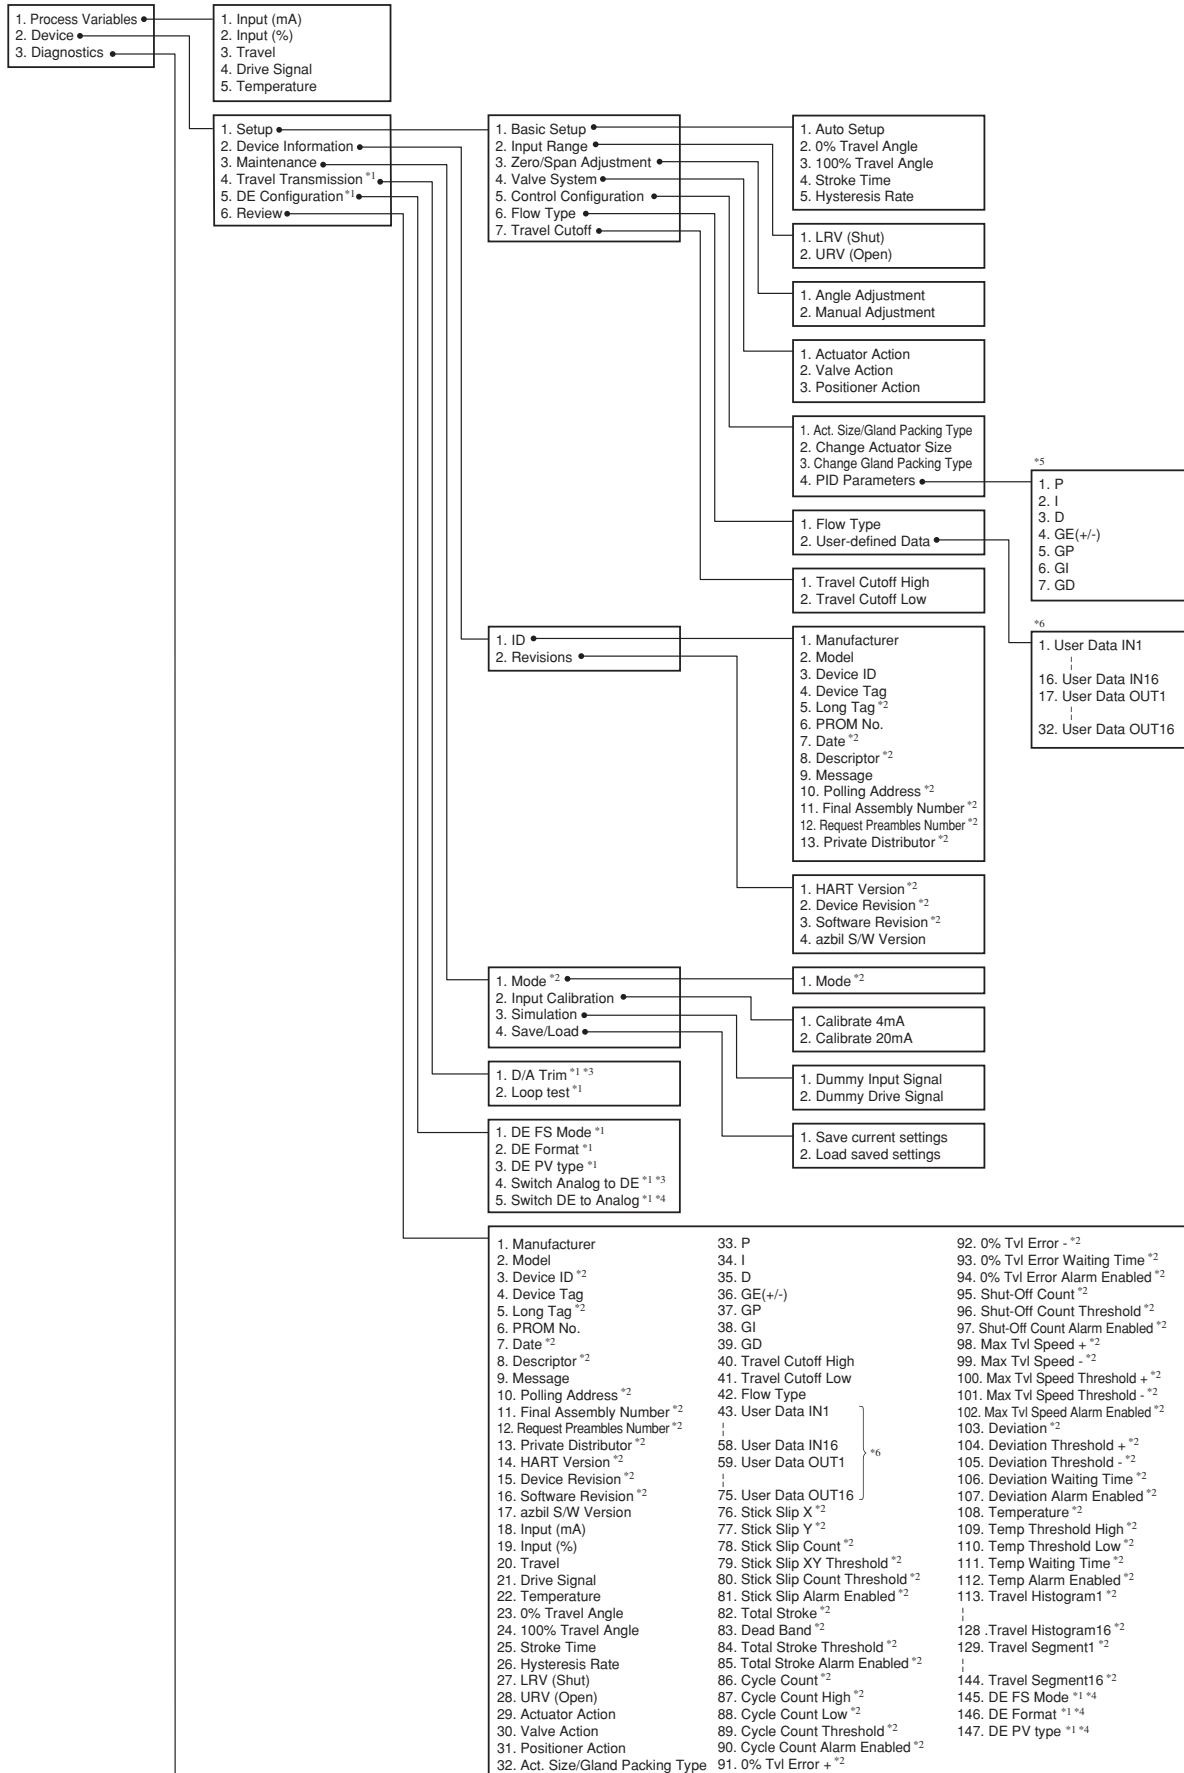 1. Process Variables
2. Device
3. Diagnostics
1. Input (mA)
2. Input (%)
3. Travel
4. Drive Signal
5. Temperature
1. Setup
2. Device Information
3. Maintenance
4. Travel Transmission *1
5. DE Configuration *1
6. Review
1. Basic Setup
2. Input Range
3. Zero/Span Adjustment
4. Valve System
5. Control Configuration
6. Flow Type
7. Travel Cutoff
1. Auto Setup
2. 0% Travel Angle
3. 100% Travel Angle
4. Stroke Time
5. Hysteresis Rate
1. LRV (Shut)
2. URV (Open)
1. Angle Adjustment
2. Manual Adjustment
1. Actuator Action
2. Valve Action
3. Positioner Action
1. Act. Size/Gland Packing Type
2. Change Actuator Size
3. Change Gland Packing Type
4. PID Parameters
*5
1. P
2. I
3. D
4. GE(+/-)
5. GP
6. GI
7. GD
1. Flow Type
2. User-defined Data
1. Travel Cutoff High
2. Travel Cutoff Low
*6
1. User Data IN1
16. User Data IN16
17. User Data OUT1
32. User Data OUT16
1. ID
2. Revisions
1. Manufacturer
2. Model
3. Device ID
4. Device Tag
5. Long Tag *2
6. PROM No.
7. Date *2
8. Descriptor *2
9. Message
10. Polling Address *2
11. Final Assembly Number *2
12. Request Preambles Number *2
13. Private Distributor *2
1. HART Version *2
2. Device Revision *2
3. Software Revision *2
4. azbil S/W Version
1. Mode *2
2. Input Calibration
3. Simulation
4. Save/Load
1. Mode *2
1. Calibrate 4mA
2. Calibrate 20mA
1. D/A Trim *1 *3
2. Loop test *1
1. Dummy Input Signal
2. Dummy Drive Signal
1. DE FS Mode *1
2. DE Format *1
3. DE PV type *1
4. Switch Analog to DE *1 *3
5. Switch DE to Analog *1 *4
1. Save current settings
2. Load saved settings
1. Manufacturer
2. Model
3. Device ID *2
4. Device Tag
5. Long Tag *2
6. PROM No.
7. Date *2
8. Descriptor *2
9. Message
10. Polling Address *2
11. Final Assembly Number *2
12. Request Preambles Number *2
13. Private Distributor *2
14. HART Version *2
15. Device Revision *2
16. Software Revision *2
17. azbil S/W Version
18. Input (mA)
19. Input (%)
20. Travel
21. Drive Signal
22. Temperature
23. 0% Travel Angle
24. 100% Travel Angle
25. Stroke Time
26. Hysteresis Rate
27. LRV (Shut)
28. URV (Open)
29. Actuator Action
30. Valve Action
31. Positioner Action
32. Act. Size/Gland Packing Type
33. P
34. I
35. D
36. GE(+/-)
37. GP
38. GI
39. GD
40. Travel Cutoff High
41. Travel Cutoff Low
42. Flow Type
43. User Data IN1
58. User Data IN16
59. User Data OUT1
75. User Data OUT16
*6
76. Stick Slip X *2
77. Stick Slip Y *2
78. Stick Slip Count *2
79. Stick Slip XY Threshold *2
80. Stick Slip Count Threshold *2
81. Stick Slip Alarm Enabled *2
82. Total Stroke *2
83. Dead Band *2
84. Total Stroke Threshold *2
85. Total Stroke Alarm Enabled *2
86. Cycle Count *2
87. Cycle Count High *2
88. Cycle Count Low *2
89. Cycle Count Threshold *2
90. Cycle Count Alarm Enabled *2
91. 0% Tvl Error + *2
92. 0% Tvl Error - *2
93. 0% Tvl Error Waiting Time *2
94. 0% Tvl Error Alarm Enabled *2
95. Shut-Off Count *2
96. Shut-Off Count Threshold *2
97. Shut-Off Count Alarm Enabled *2
98. Max Tvl Speed + *2
99. Max Tvl Speed - *2
100. Max Tvl Speed Threshold + *2
101. Max Tvl Speed Threshold - *2
102. Max Tvl Speed Alarm Enabled *2
103. Deviation *2
104. Deviation Threshold + *2
105. Deviation Threshold - *2
106. Deviation Waiting Time *2
107. Deviation Alarm Enabled *2
108. Temperature *2
109. Temp Threshold High *2
110. Temp Threshold Low *2
111. Temp Waiting Time *2
112. Temp Alarm Enabled *2
113. Travel Histogram1 *2
128 .Travel Histogram16 *2
129. Travel Segment1 *2
144. Travel Segment16 *2
145. DE FS Mode *1 *4
146. DE Format *1 *4
147. DE PV type *1 *4